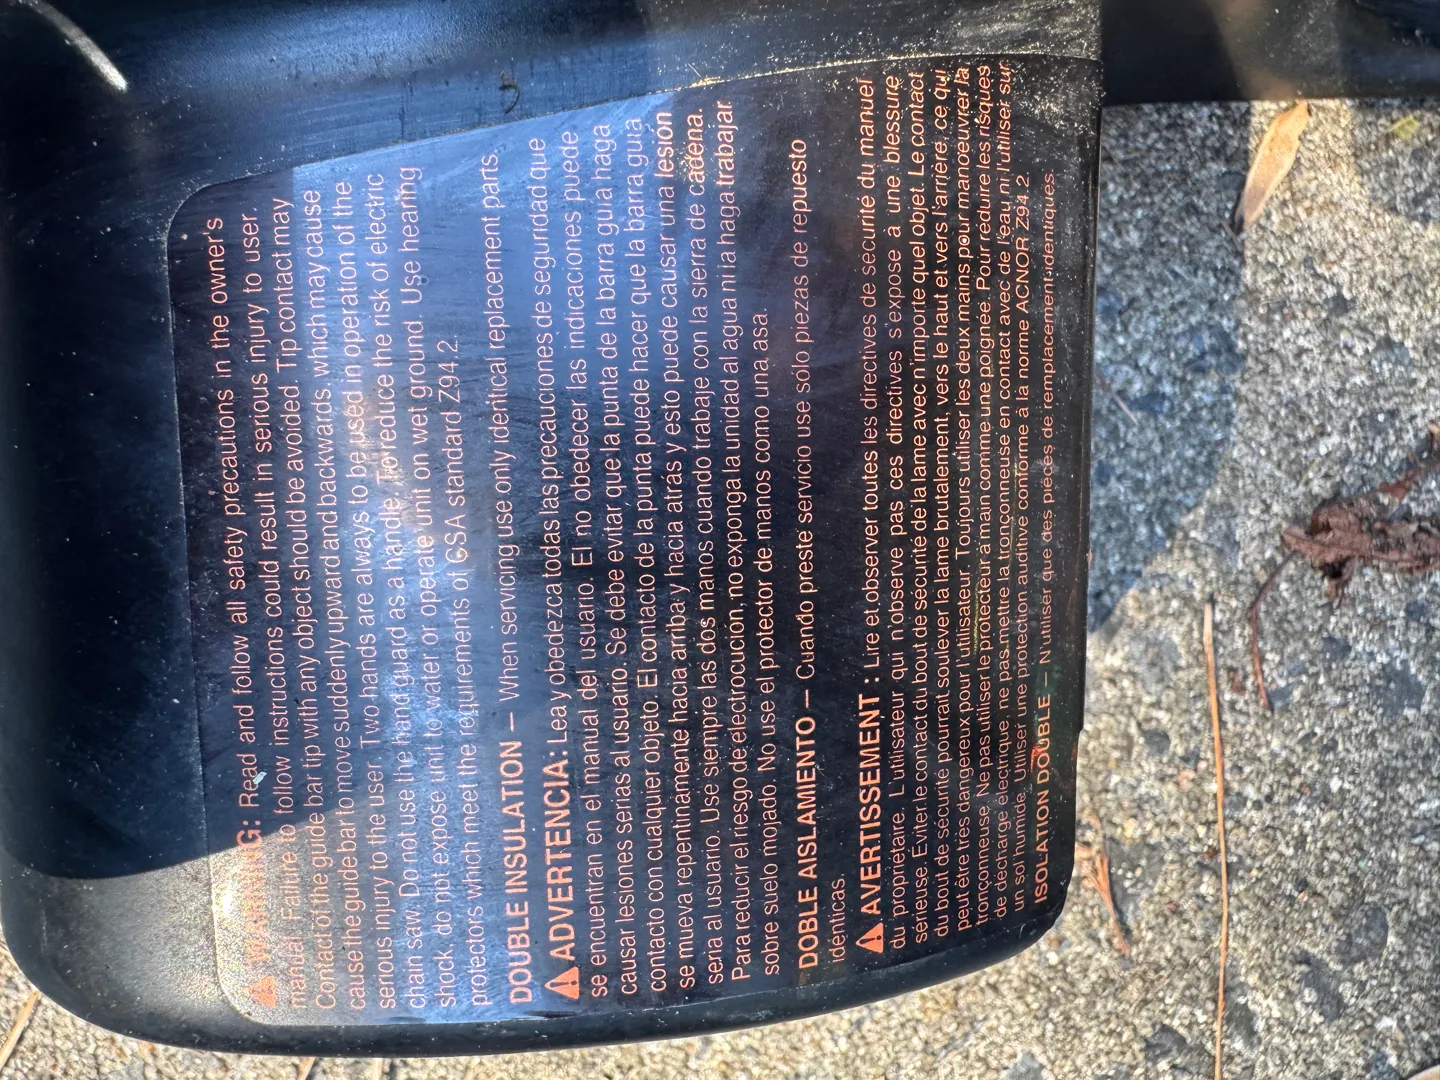 WARNING: Read and follow all safety precautions in the owner's
manual. Failure to follow instructions could result in serious injury to user.
Contact of the guide bar tip with any object should be avoided. Tip contact may
cause the guide bar to move suddenly upward and backwards, which may cause
serious injury to the user. Two hands are always to be used in operation of the
chain saw. Do not use the hand guard as a handle. To reduce the risk of electric
shock, do not expose unit to water or operate unit on wet ground. Use hearing
protectors which meet the requirements of CSA standard Z94.2.
DOUBLE INSULATION – When servicing use only identical replacement parts.
ADVERTENCIA: Lea y obedezca todas las precauciones de seguridad que
se encuentran en el manual del usuario. El no obedecer las indicaciones puede
causar lesiones serias al usuario. Se debe evitar que la punta de la barra guia haga
contacto con cualquier objeto. El contacto de la punta puede hacer que la barra guia
se mueva repentinamente hacia arriba y hacia atrás y esto puede causar una lesión
seria al usuario. Use siempre las dos manos cuando trabaje con la sierra de cadena.
Para reducir el riesgo de electrocución, no exponga la unidad al agua ni la haga trabajar
sobre suelo mojado. No use el protector de manos como una asa.
DOBLE AISLAMIENTO – Cuando preste servicio use solo piezas de repuesto
idénticas
AVERTISSEMENT : Lire et observer toutes les directives de sécurité du manuel
du propriétaire. L'utilisateur qui n'observe pas ces directives s'expose à une blessure
sérieuse. Éviter le contact du bout de sécurité de la lame avec n'importe quel objet. Le contact
du bout de sécurité pourrait soulever la lame brutalement, vers le haut et vers l'arrière, ce qui
peut être très dangereux pour l'utilisateur. Toujours utiliser les deux mains pour manoeuvrer la
tronçonneuse. Ne pas utiliser le protecteur à main comme une poignée. Pour réduire les risques
de décharge électrique, ne pas mettre la tronçonneuse en contact avec de l'eau ni l'utiliser sur
un sol humide. Utiliser une protection auditive conforme à la norme ACNOR Z94.2
ISOLATION DOUBLE – N'utiliser que des pièces de remplacement identiques.